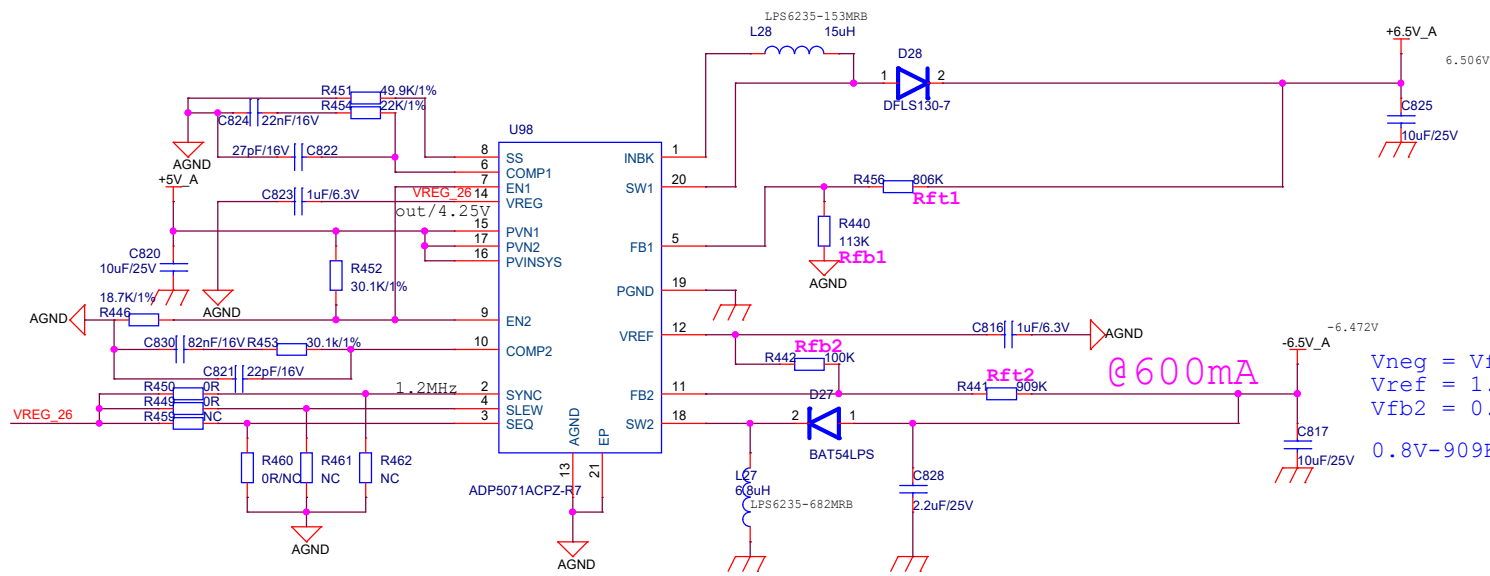 LPS6235-153MRB
L28 15uH
+6.5V_A
6.506V
D28
1 2
DFLS130-7
C825
10uF/25V
R451 49.9K/1%
R454 22K/1%
C824 22nF/16V
27pF/16V C822
AGND
+5V_A
C823 1uF/6.3V
VREG_26
out/4.25V
U98
8 SS
6 COMP1
7 EN1
14 VREG
15 PVN1
17 PVN2
16 PVINSYS
9 EN2
10 COMP2
2 SYNC
4 SLEW
3 SEQ
AGND
13
EP
21
INBK 1
SW1 20
FB1 5
PGND 19
VREF 12
FB2 11
SW2 18
ADP5071ACPZ-R7
R456 806K
Rft1
R440
113K
Rfb1
AGND
C820
10uF/25V
R452
30.1K/1%
AGND
18.7K/1%
R446
AGND
C830 82nF/16V R453 30.1k/1%
C821 22pF/16V
R450 0R
R449 0R
R459 NC
1.2MHz
VREG_26
R460
0R/NC
R461
NC
R462
NC
AGND
AGND
C816 1uF/6.3V
AGND
Rfb2
R442 100K
Rft2
R441 909K
@600mA
D27
2 1
BAT54LPS
L27
6.8uH
LPS6235-682MRB
C828
2.2uF/25V
-6.472V
-6.5V_A
C817
10uF/25V
Vneg = Vf
Vref = 1.
Vfb2 = 0.
0.8V-909